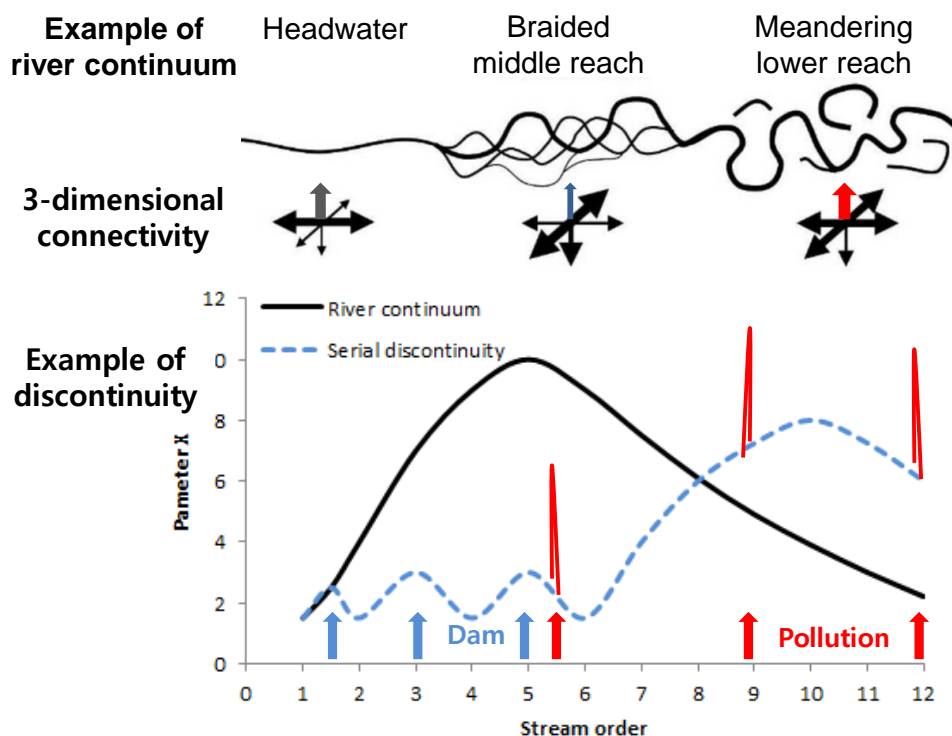 Example of
river continuum
Headwater
Braided
middle reach
Meandering
lower reach
3-dimensional
connectivity
Example of
discontinuity
River continuum
Serial discontinuity
12
0
8
6
4
2
0
Pameter X
Dam
Pollution
0 1 2 3 4 5 6 7 8 9 10 11 12
Stream order